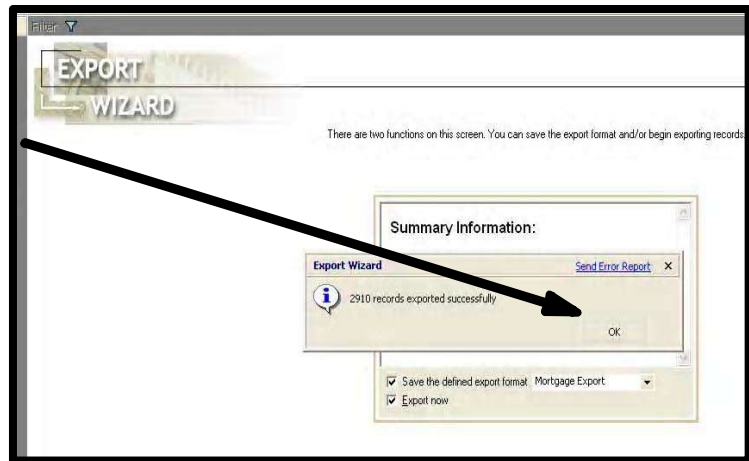 Filter
EXPORT
WIZARD
There are two functions on this screen. You can save the export format and/or begin exporting records.
Summary Information:
Export Wizard Send Error Report X
2910 records exported successfully
OK
Save the defined export format Mortgage Export
Export now